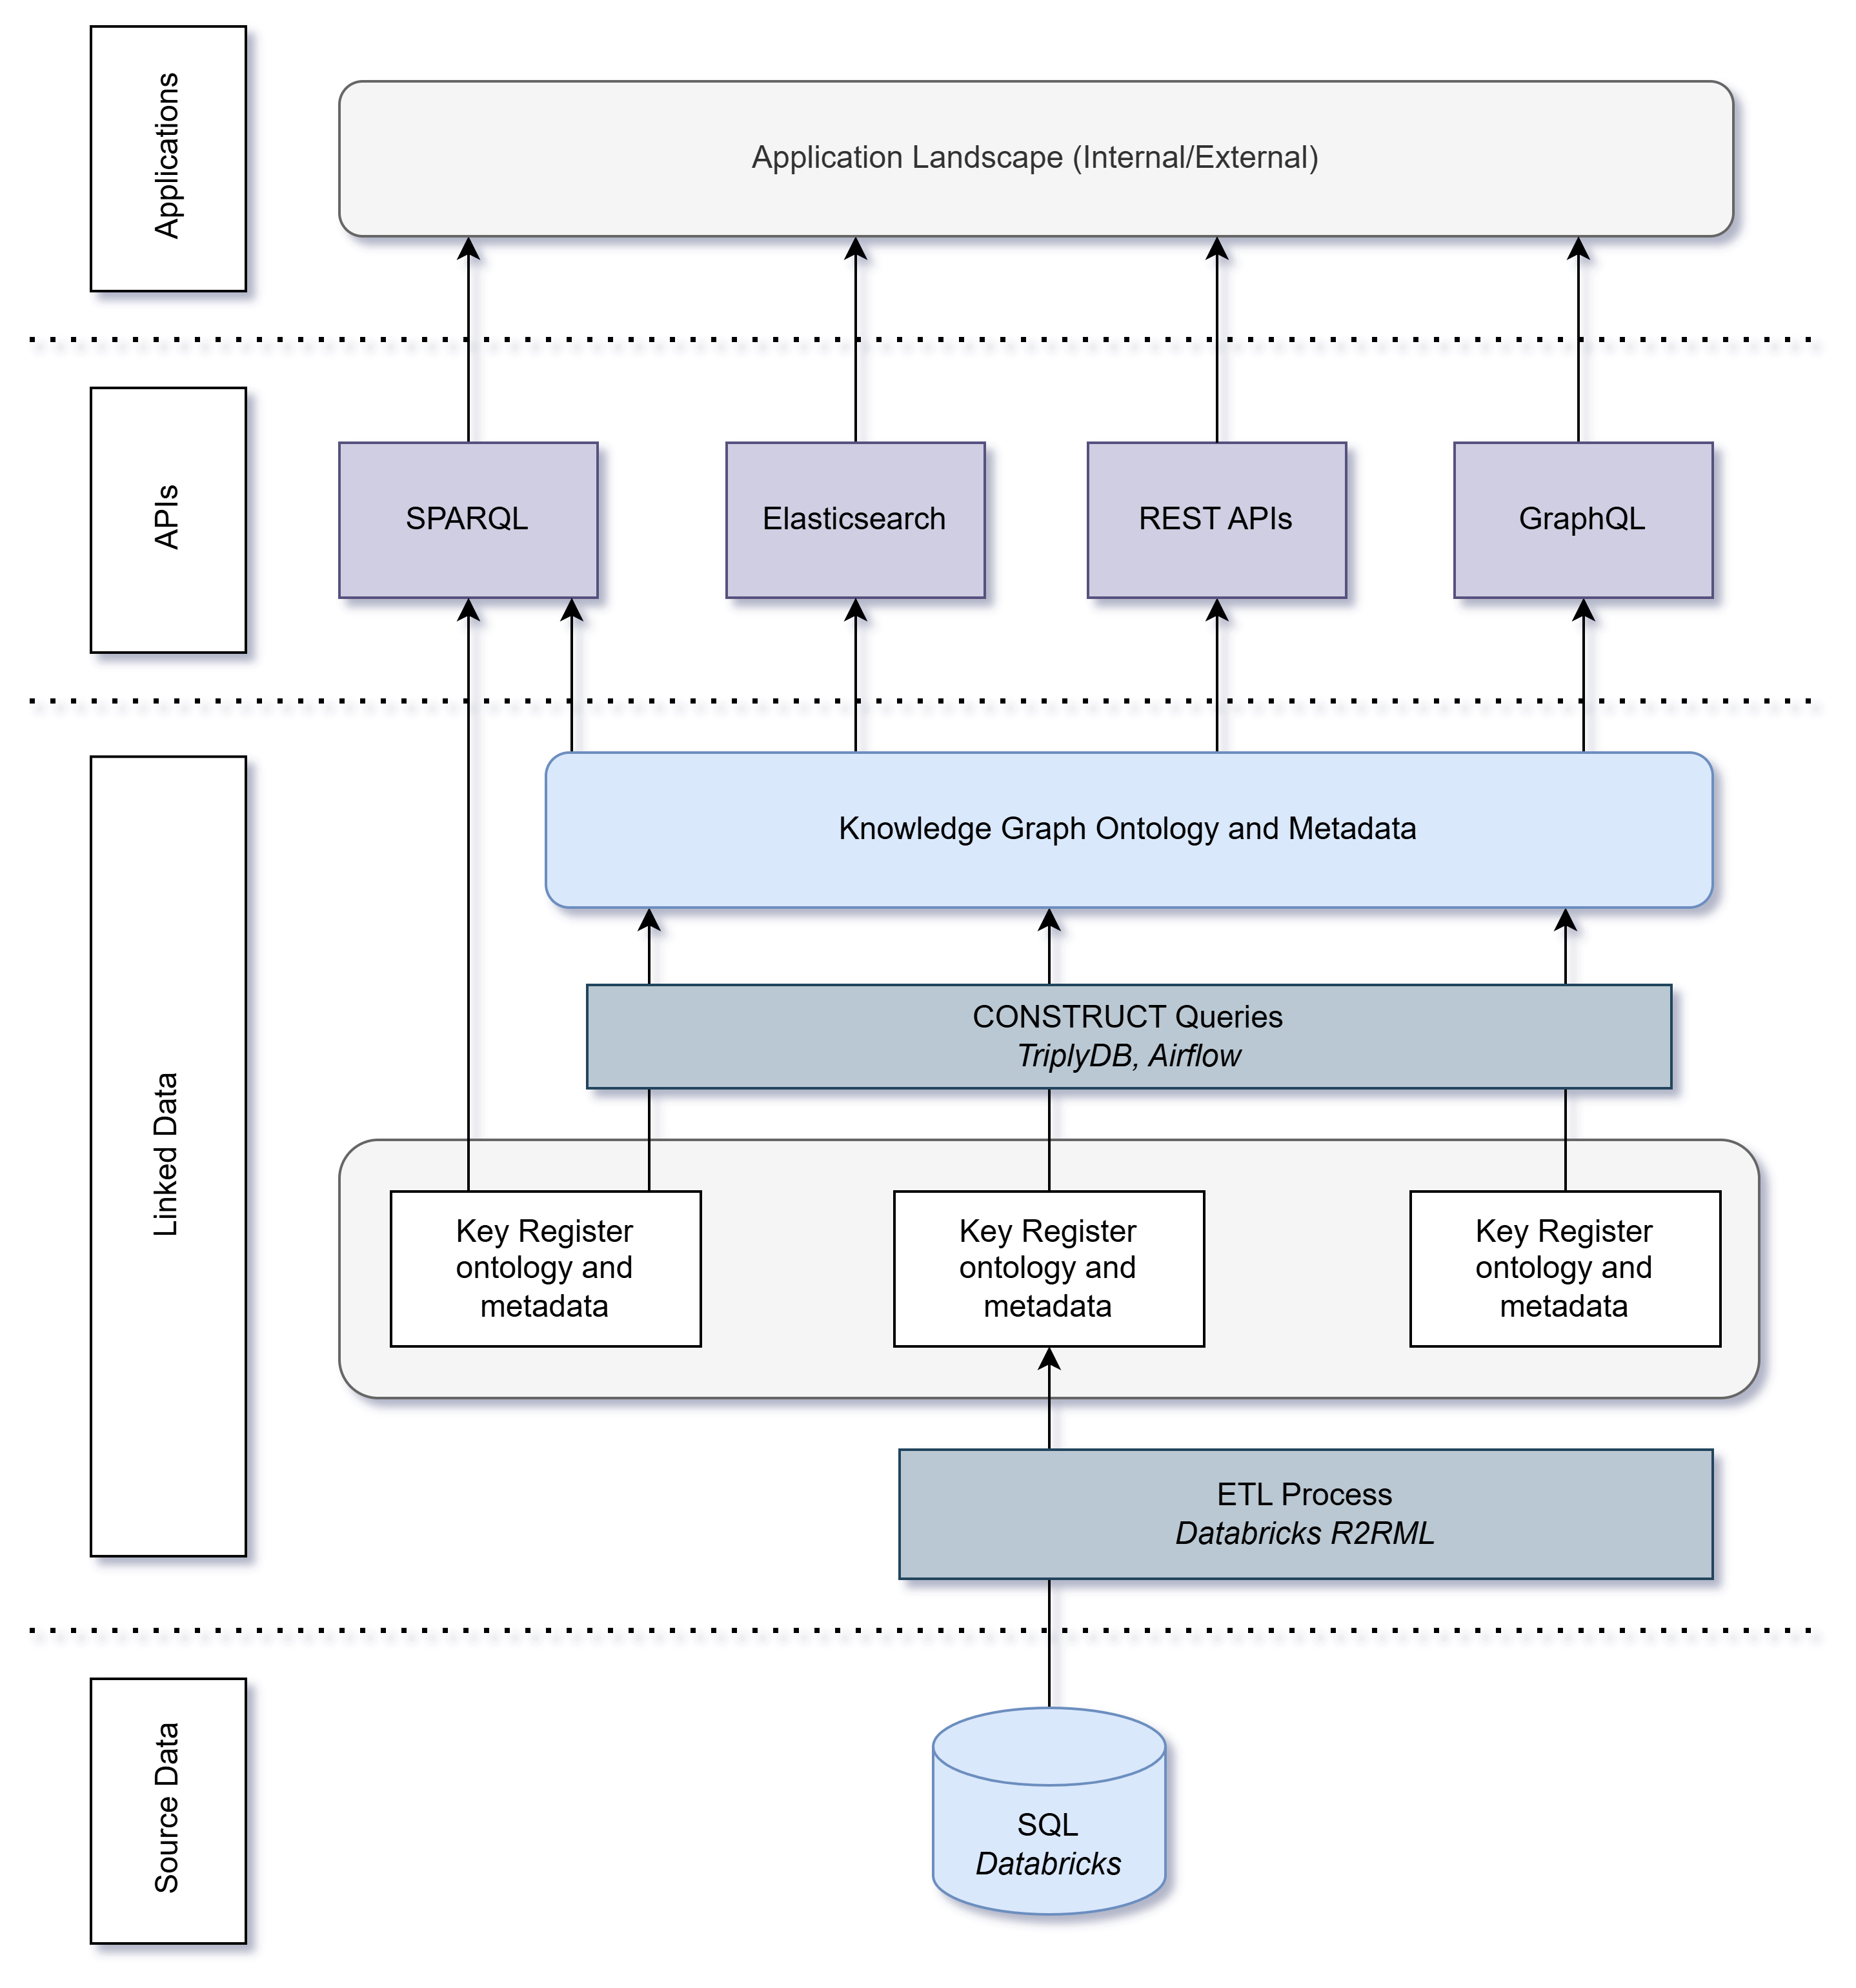 Applications
Application Landscape (Internal/External)
APIs
SPARQL
Elasticsearch
REST APIs
GraphQL
Linked Data
Knowledge Graph Ontology and Metadata
CONSTRUCT Queries
TriplyDB, Airflow
Key Register
ontology and
metadata
Key Register
ontology and
metadata
Key Register
ontology and
metadata
ETL Process
Databricks R2RML
Source Data
SQL
Databricks